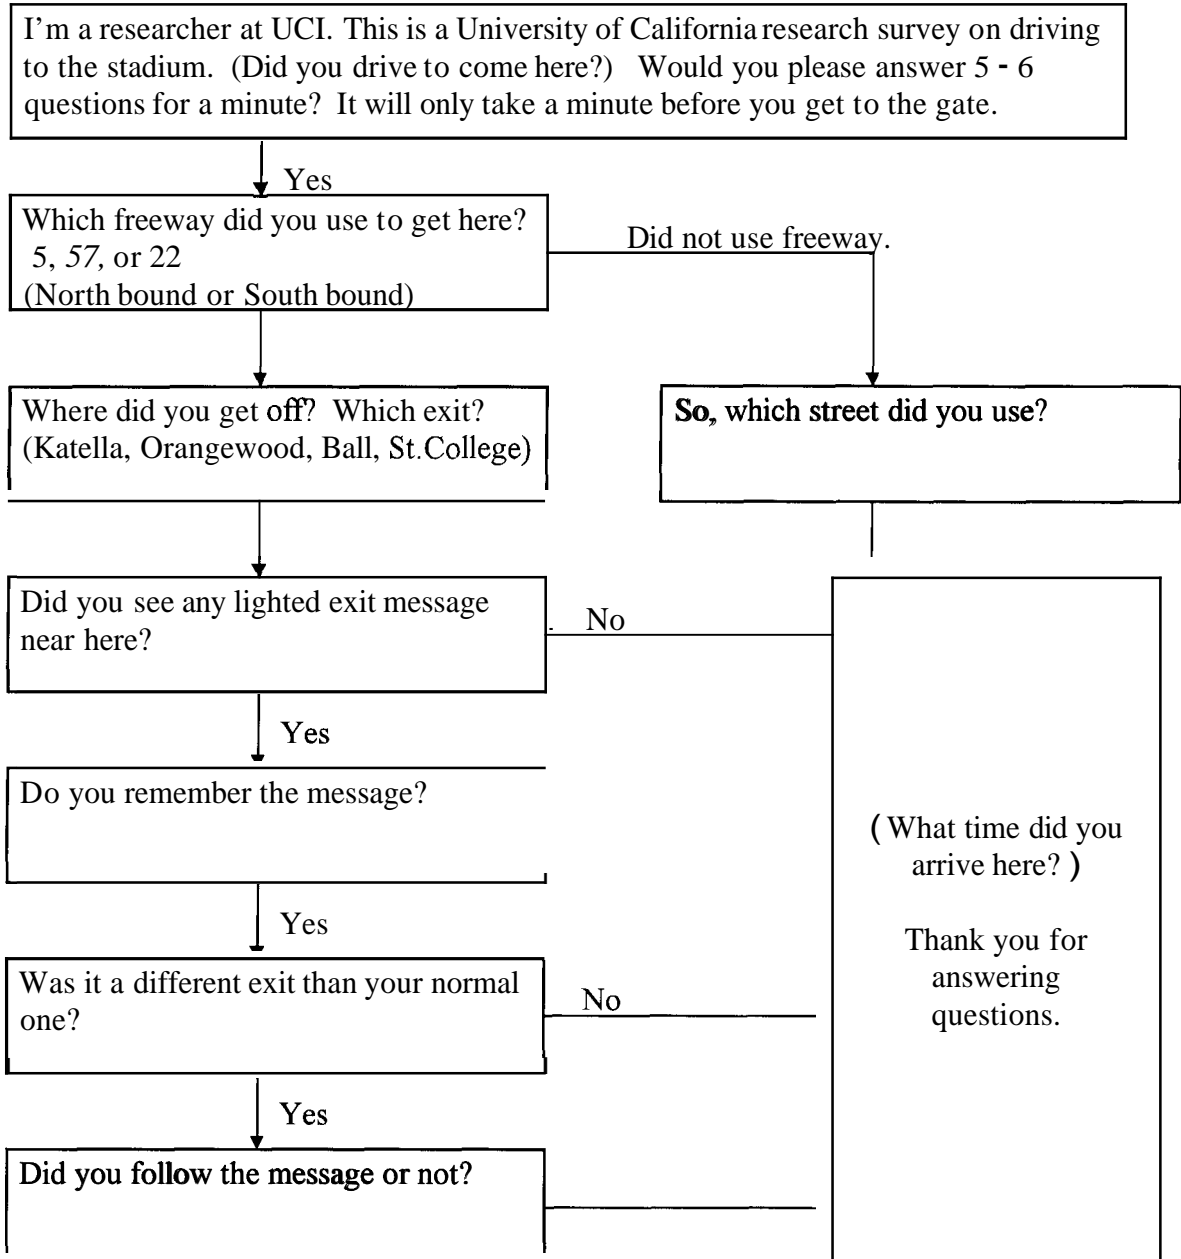 I'm a researcher at UCI. This is a University of California research survey on driving
to the stadium. (Did you drive to come here?) Would you please answer 5 - 6
questions for a minute? It will only take a minute before you get to the gate.
Yes
Which freeway did you use to get here?
5, 57, or 22
(North bound or South bound)
Did not use freeway.
Where did you get off? Which exit?
(Katella, Orangewood, Ball, St.College)
So, which street did you use?
Did you see any lighted exit message
near here?
No
Yes
Do you remember the message?
Yes
Was it a different exit than your normal
one?
No
Yes
Did you follow the message or not?
(What time did you
arrive here?)
Thank you for
answering
questions.